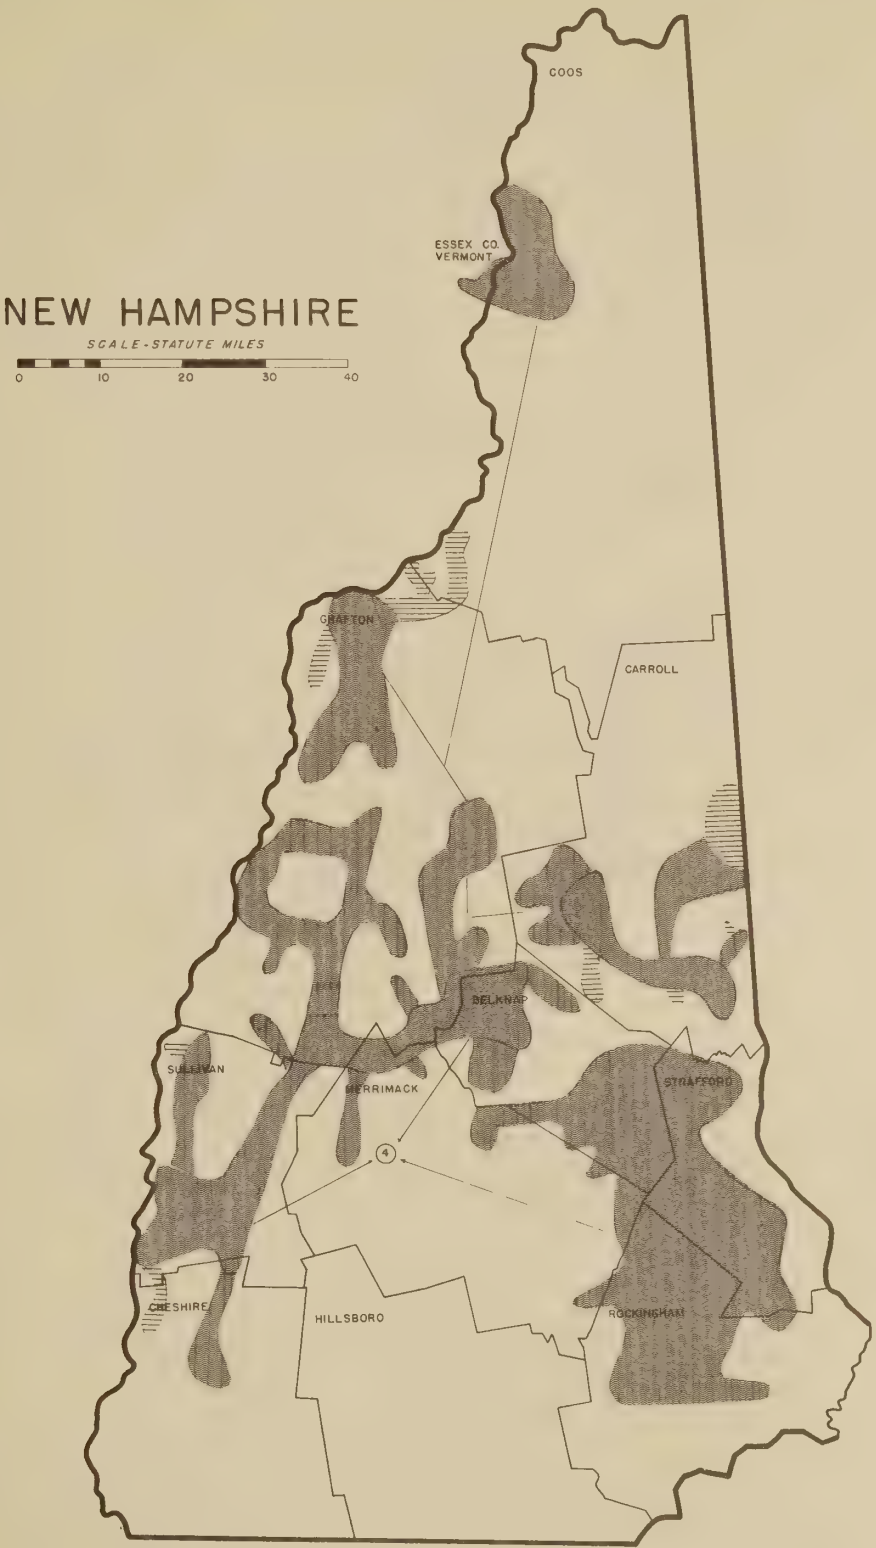 COOS
ESSEX CO.
VERMONT
NEW HAMPSHIRE
SCALE-STATUTE MILES
0 10 20 30 40
GRAFTON
CARROLL
BELKNAP
SULLIVAN
MERRIMACK
STRAFFORD
4
CHESHIRE
HILLSBORO
ROCKINGHAM